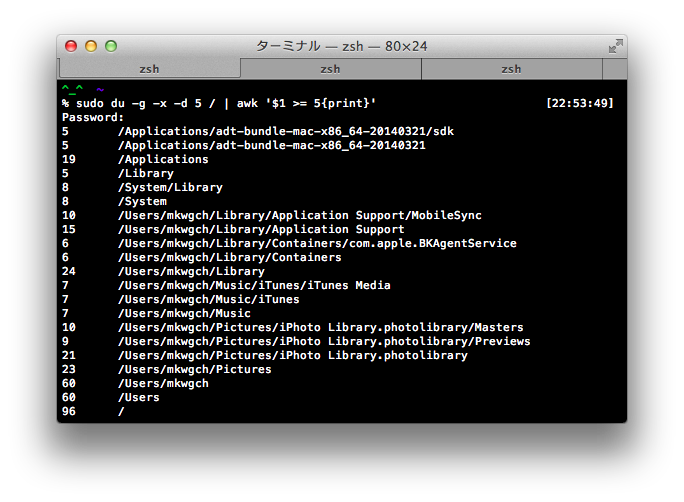 ターミナル — zsh — 80×24
zsh zsh zsh
^_^ ~
% sudo du -g -x -d 5 / | awk '$1 >= 5{print}' [22:53:49]
Password:
5 /Applications/adt-bundle-mac-x86_64-20140321/sdk
5 /Applications/adt-bundle-mac-x86_64-20140321
19 /Applications
5 /Library
8 /System/Library
8 /System
10 /Users/mkwgch/Library/Application Support/MobileSync
15 /Users/mkwgch/Library/Application Support
6 /Users/mkwgch/Library/Containers/com.apple.BKAgentService
6 /Users/mkwgch/Library/Containers
24 /Users/mkwgch/Library
7 /Users/mkwgch/Music/iTunes/iTunes Media
7 /Users/mkwgch/Music/iTunes
7 /Users/mkwgch/Music
10 /Users/mkwgch/Pictures/iPhoto Library.photolibrary/Masters
9 /Users/mkwgch/Pictures/iPhoto Library.photolibrary/Previews
21 /Users/mkwgch/Pictures/iPhoto Library.photolibrary
23 /Users/mkwgch/Pictures
60 /Users/mkwgch
60 /Users
96 /